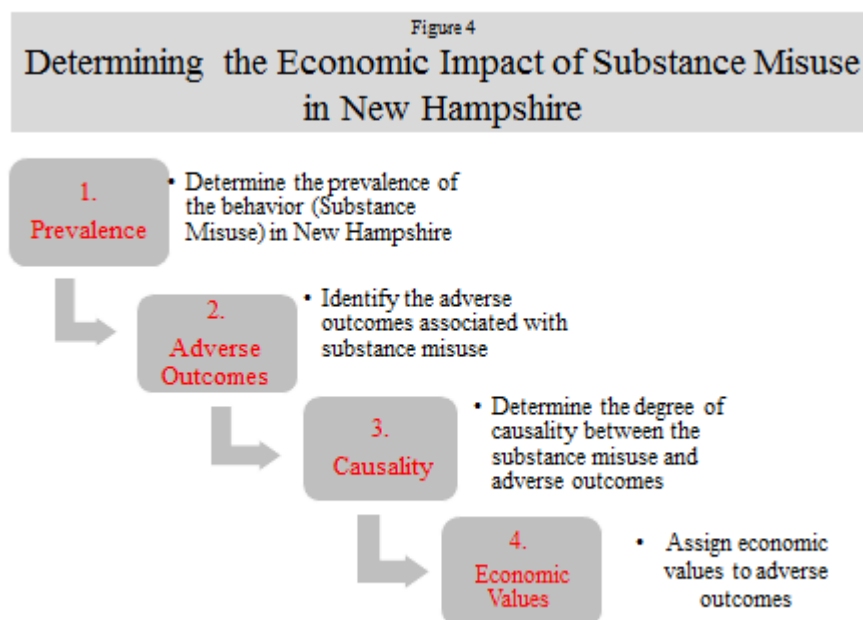 Figure 4
Determining the Economic Impact of Substance Misuse
in New Hampshire
1.
Prevalence
• Determine the prevalence of
the behavior (Substance
Misuse) in New Hampshire
2.
Adverse
Outcomes
• Identify the adverse
outcomes associated with
substance misuse
3.
Causality
• Determine the degree of
causality between the
substance misuse and
adverse outcomes
4.
Economic
Values
• Assign economic
values to adverse
outcomes